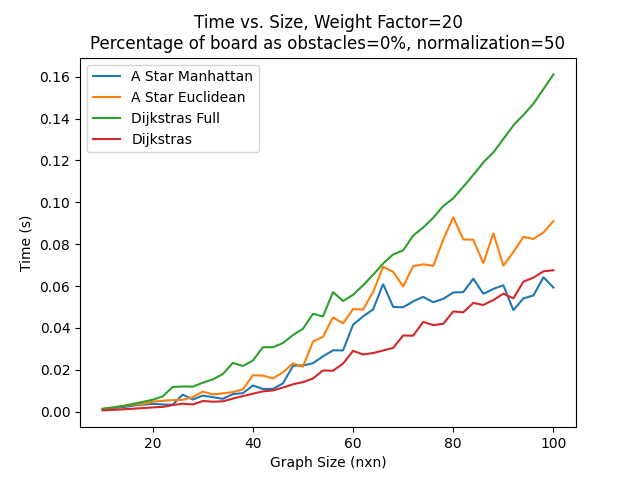 Time vs. Size, Weight Factor=20
Percentage of board as obstacles=0%, normalization=50
A Star Manhattan
A Star Euclidean
Dijkstras Full
Dijkstras
0.16
0.14
0.12
0.10
0.08
0.06
0.04
0.02
0.00
Time (s)
20
40
60
80
100
Graph Size (nxn)